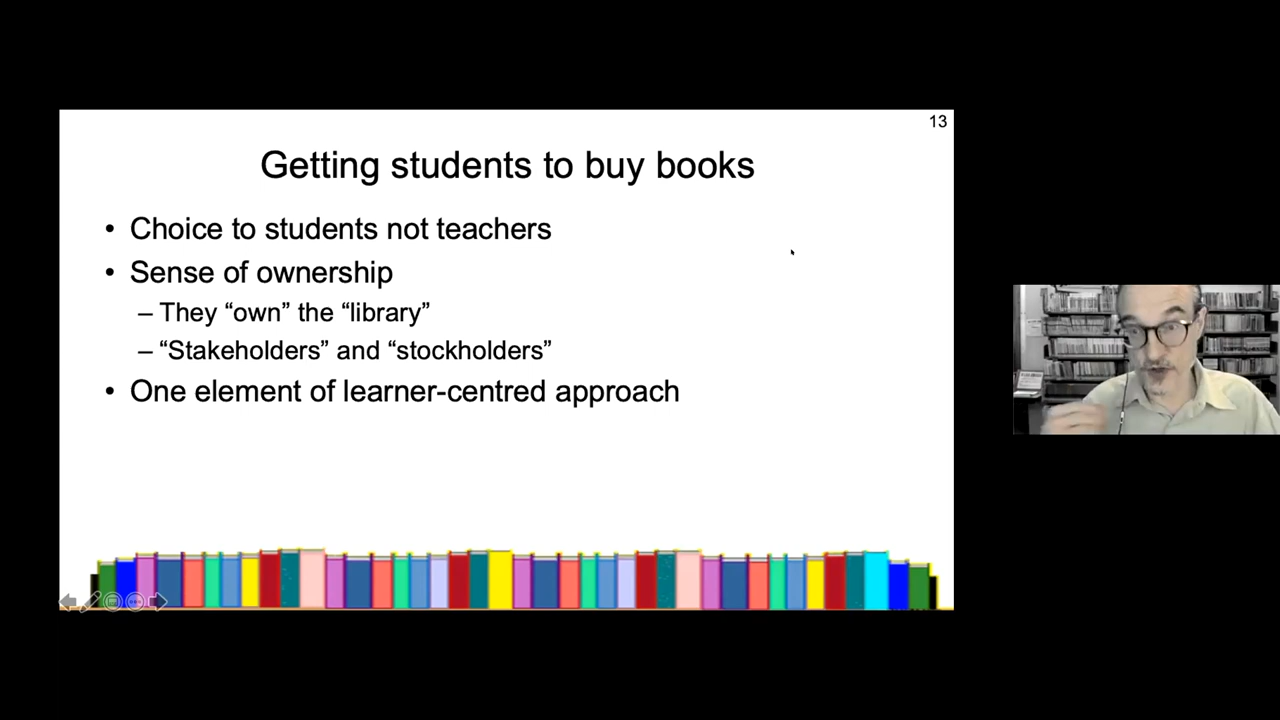 13
Getting students to buy books
• Choice to students not teachers
• Sense of ownership
– They “own” the “library”
– “Stakeholders” and “stockholders”
• One element of learner-centred approach